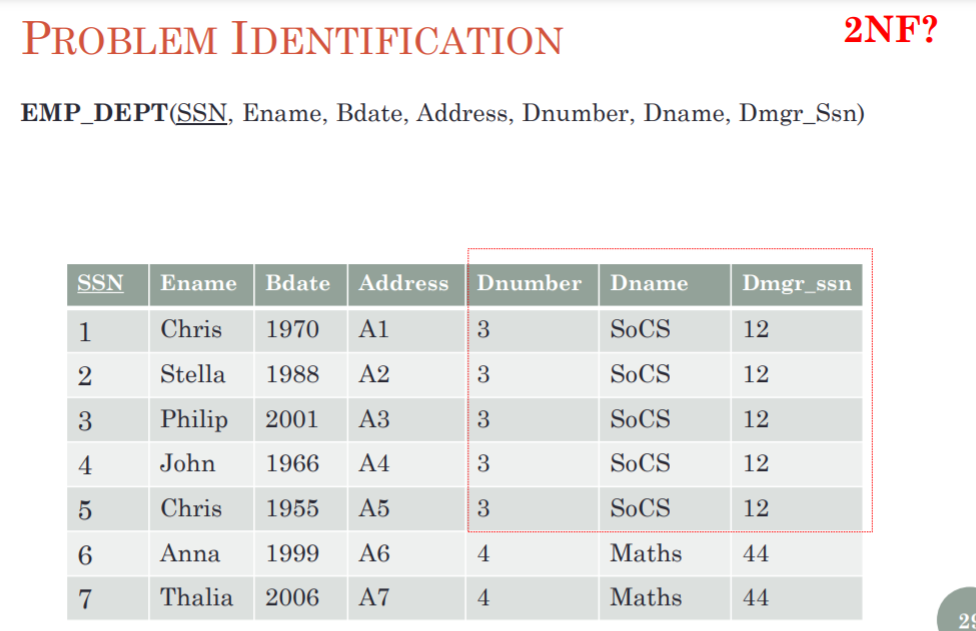 PROBLEM IDENTIFICATION
2NF?
EMP_DEPT(SSN, Ename, Bdate, Address, Dnumber, Dname, Dmgr_Ssn)
SSN Ename Bdate Address Dnumber Dname Dmgr_ssn
1 Chris 1970 A1 3 SoCS 12
2 Stella 1988 A2 3 SoCS 12
3 Philip 2001 A3 3 SoCS 12
4 John 1966 A4 3 SoCS 12
5 Chris 1955 A5 3 SoCS 12
6 Anna 1999 A6 4 Maths 44
7 Thalia 2006 A7 4 Maths 44